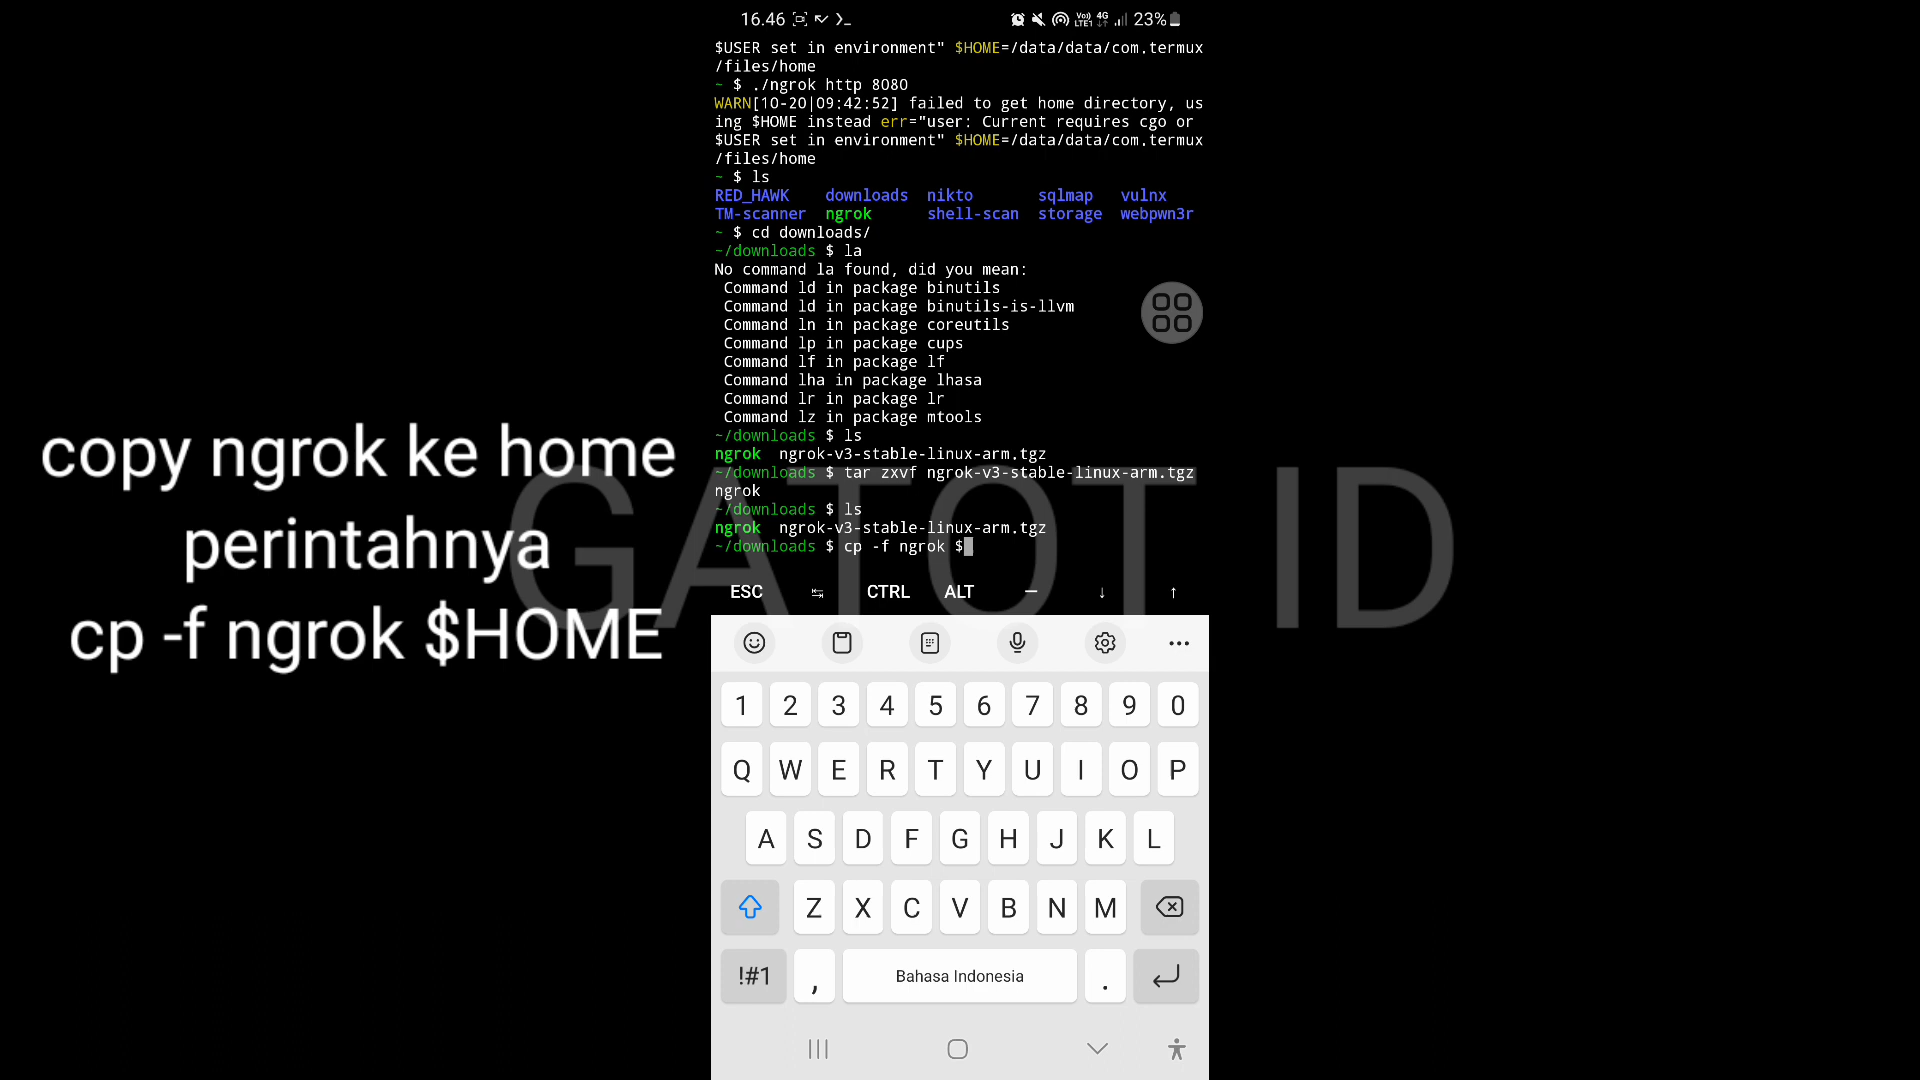 16.46
Vo)) LTE1 4G 23%
$USER set in environment" $HOME=/data/data/com.termux
/files/home
~ $ ./ngrok http 8080
WARN[10-20|09:42:52] failed to get home directory, us
ing $HOME instead err="user: Current requires cgo or
$USER set in environment" $HOME=/data/data/com.termux
/files/home
~ $ ls
RED_HAWK downloads nikto sqlmap vulnx
TM-scanner ngrok shell-scan storage webpwn3r
~ $ cd downloads/
~/downloads $ la
No command la found, did you mean:
Command ld in package binutils
Command ld in package binutils-is-llvm
Command ln in package coreutils
Command lp in package cups
Command lf in package lf
Command lha in package lhasa
Command lr in package lr
Command lz in package mtools
~/downloads $ ls
ngrok ngrok-v3-stable-linux-arm.tgz
~/downloads $ tar zxvf ngrok-v3-stable-linux-arm.tgz
ngrok
~/downloads $ ls
ngrok ngrok-v3-stable-linux-arm.tgz
~/downloads $ cp -f ngrok $
copy ngrok ke home
perintahnya
cp -f ngrok $HOME
GATOT ID
ESC CTRL ALT — ↓ ↑
1 2 3 4 5 6 7 8 9 0
Q W E R T Y U I O P
A S D F G H J K L
Z X C V B N M
!#1 , Bahasa Indonesia .